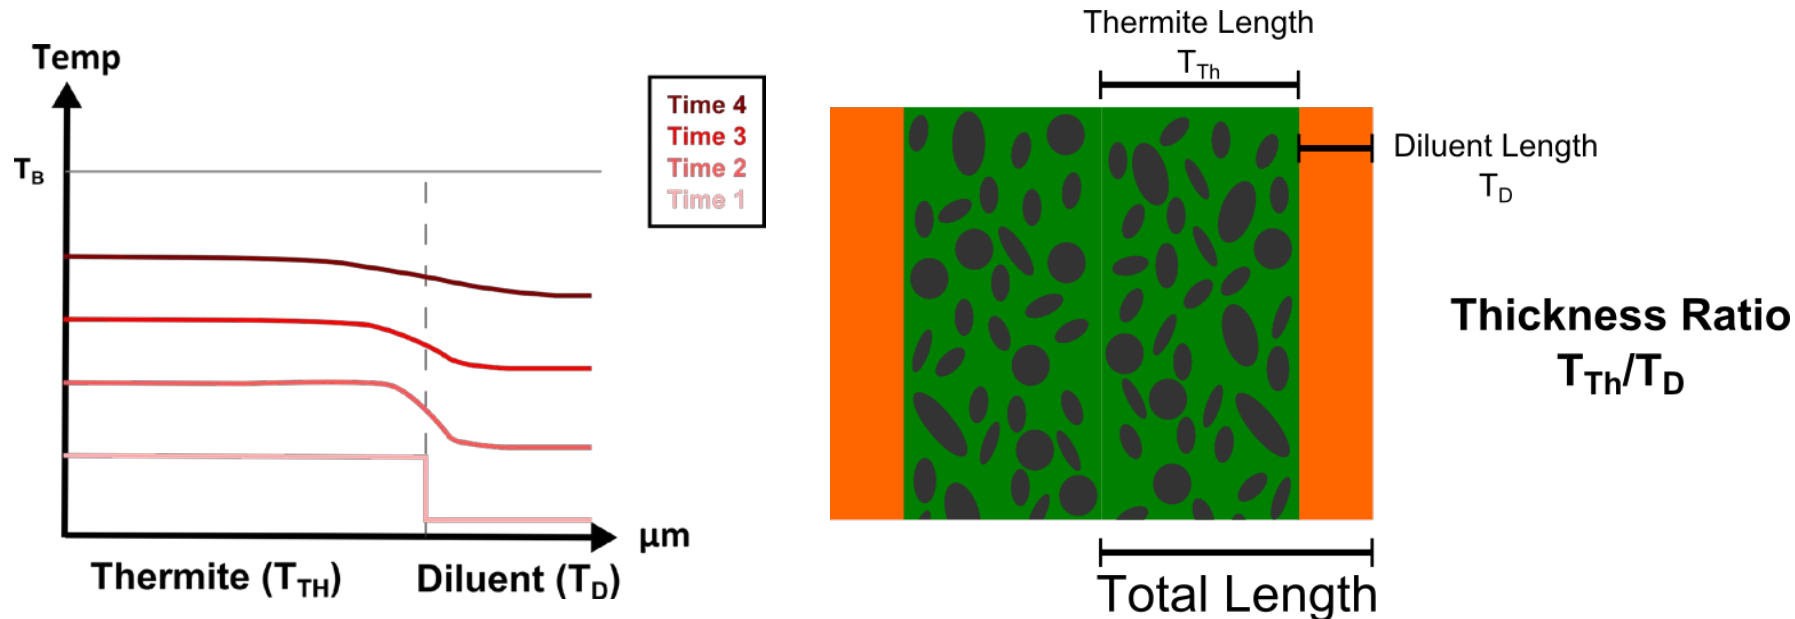 Temp
T_B
Time 4
Time 3
Time 2
Time 1
μm
Thermite (T_TH)
Diluent (T_D)
Thermite Length
T_Th
Diluent Length
T_D
Total Length
Thickness Ratio
T_Th/T_D